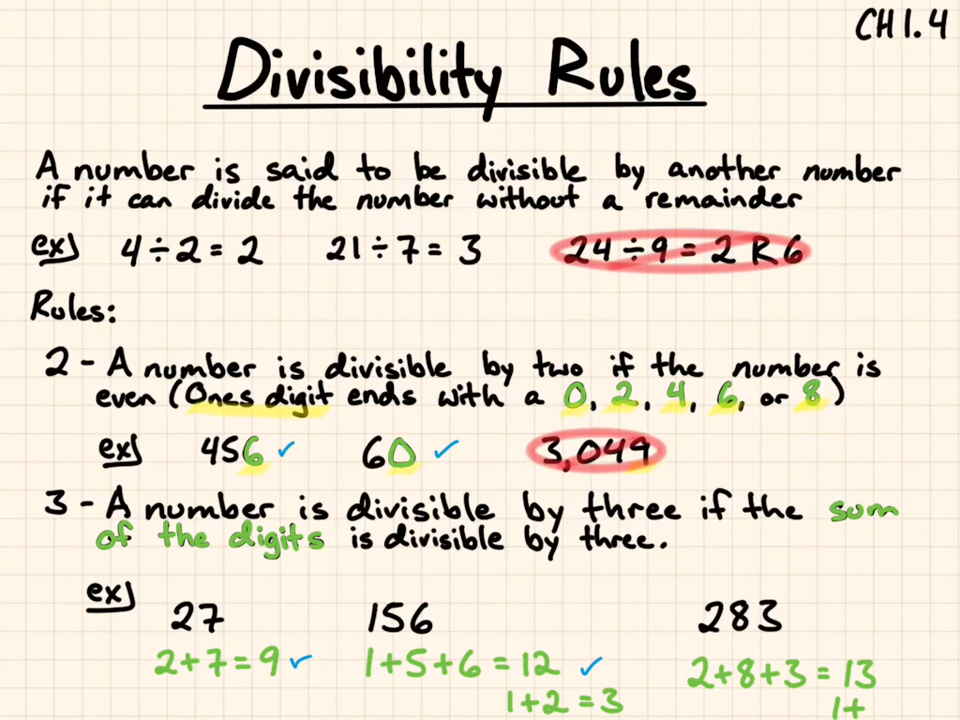 CH 1.4
Divisibility Rules
A number is said to be divisible by another number
if it can divide the number without a remainder
ex) 4 ÷ 2 = 2 21 ÷ 7 = 3 24 ÷ 9 = 2 R 6
Rules:
2 - A number is divisible by two if the number is
even (Ones digit ends with a 0, 2, 4, 6, or 8)
ex) 456 ✓ 60 ✓ 3,049
3 - A number is divisible by three if the sum
of the digits is divisible by three.
ex)
27 156 283
2+7=9 ✓ 1+5+6=12 ✓ 2+8+3=13
1+2=3 1+